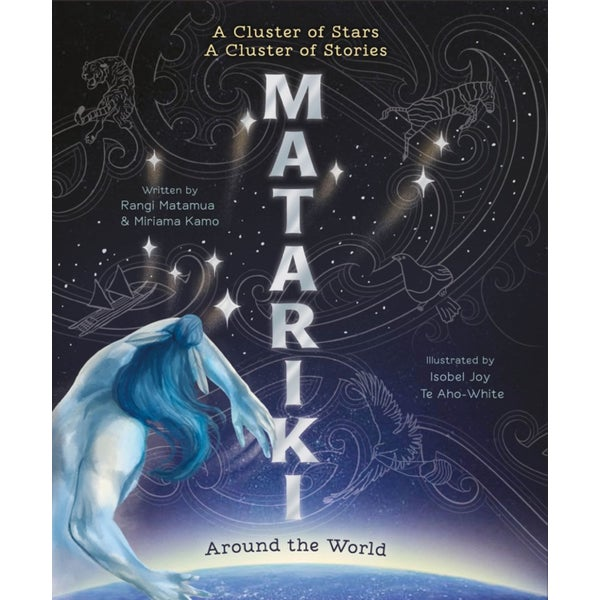 A Cluster of Stars
A Cluster of Stories
MATARIKI
Written by
Rangi Matamua
& Miriama Kamo
Illustrated by
Isobel Joy
Te Aho-White
Around the World